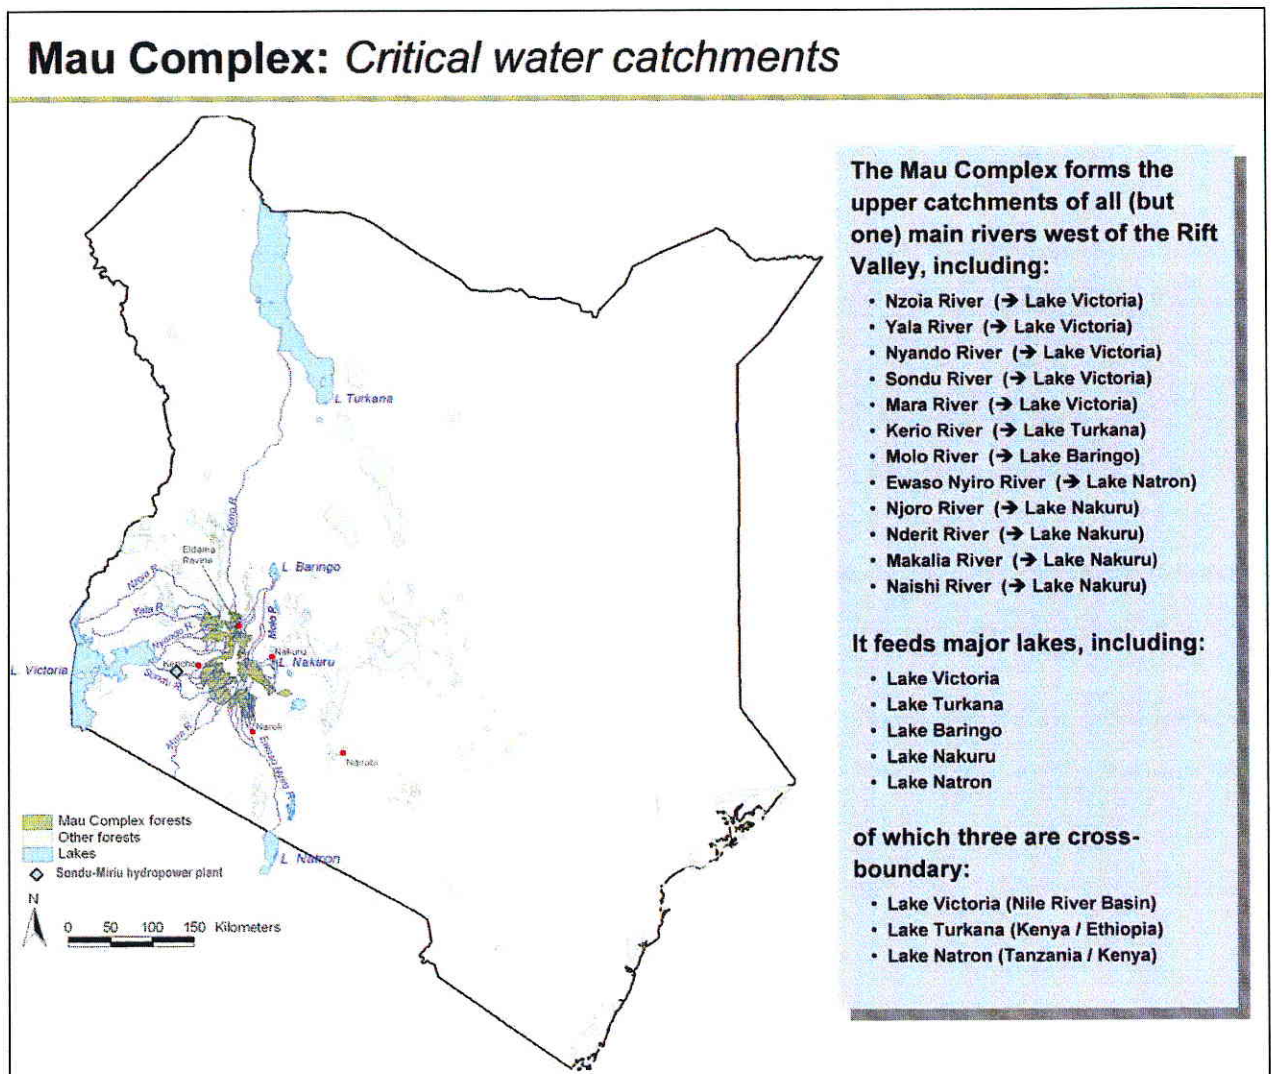 Mau Complex: Critical water catchments
The Mau Complex forms the
upper catchments of all (but
one) main rivers west of the Rift
Valley, including:
• Nzoia River (➔ Lake Victoria)
• Yala River (➔ Lake Victoria)
• Nyando River (➔ Lake Victoria)
• Sondu River (➔ Lake Victoria)
• Mara River (➔ Lake Victoria)
• Kerio River (➔ Lake Turkana)
• Molo River (➔ Lake Baringo)
• Ewaso Nyiro River (➔ Lake Natron)
• Njoro River (➔ Lake Nakuru)
• Nderit River (➔ Lake Nakuru)
• Makalia River (➔ Lake Nakuru)
• Naishi River (➔ Lake Nakuru)
It feeds major lakes, including:
• Lake Victoria
• Lake Turkana
• Lake Baringo
• Lake Nakuru
• Lake Natron
of which three are cross-
boundary:
• Lake Victoria (Nile River Basin)
• Lake Turkana (Kenya / Ethiopia)
• Lake Natron (Tanzania / Kenya)
L. Turkana
Kerio R.
Eldama
Ravine
L. Baringo
Nzoia R.
Yala R.
Molo R.
Nyando R.
Nakuru
L. Nakuru
Kericho
L. Victoria
Sondu R.
Mara R.
Narok
Ewaso Nyiro R.
Nairobi
L. Natron
Mau Complex forests
Other forests
Lakes
Sondu-Miriu hydropower plant
N
0 50 100 150 Kilometers